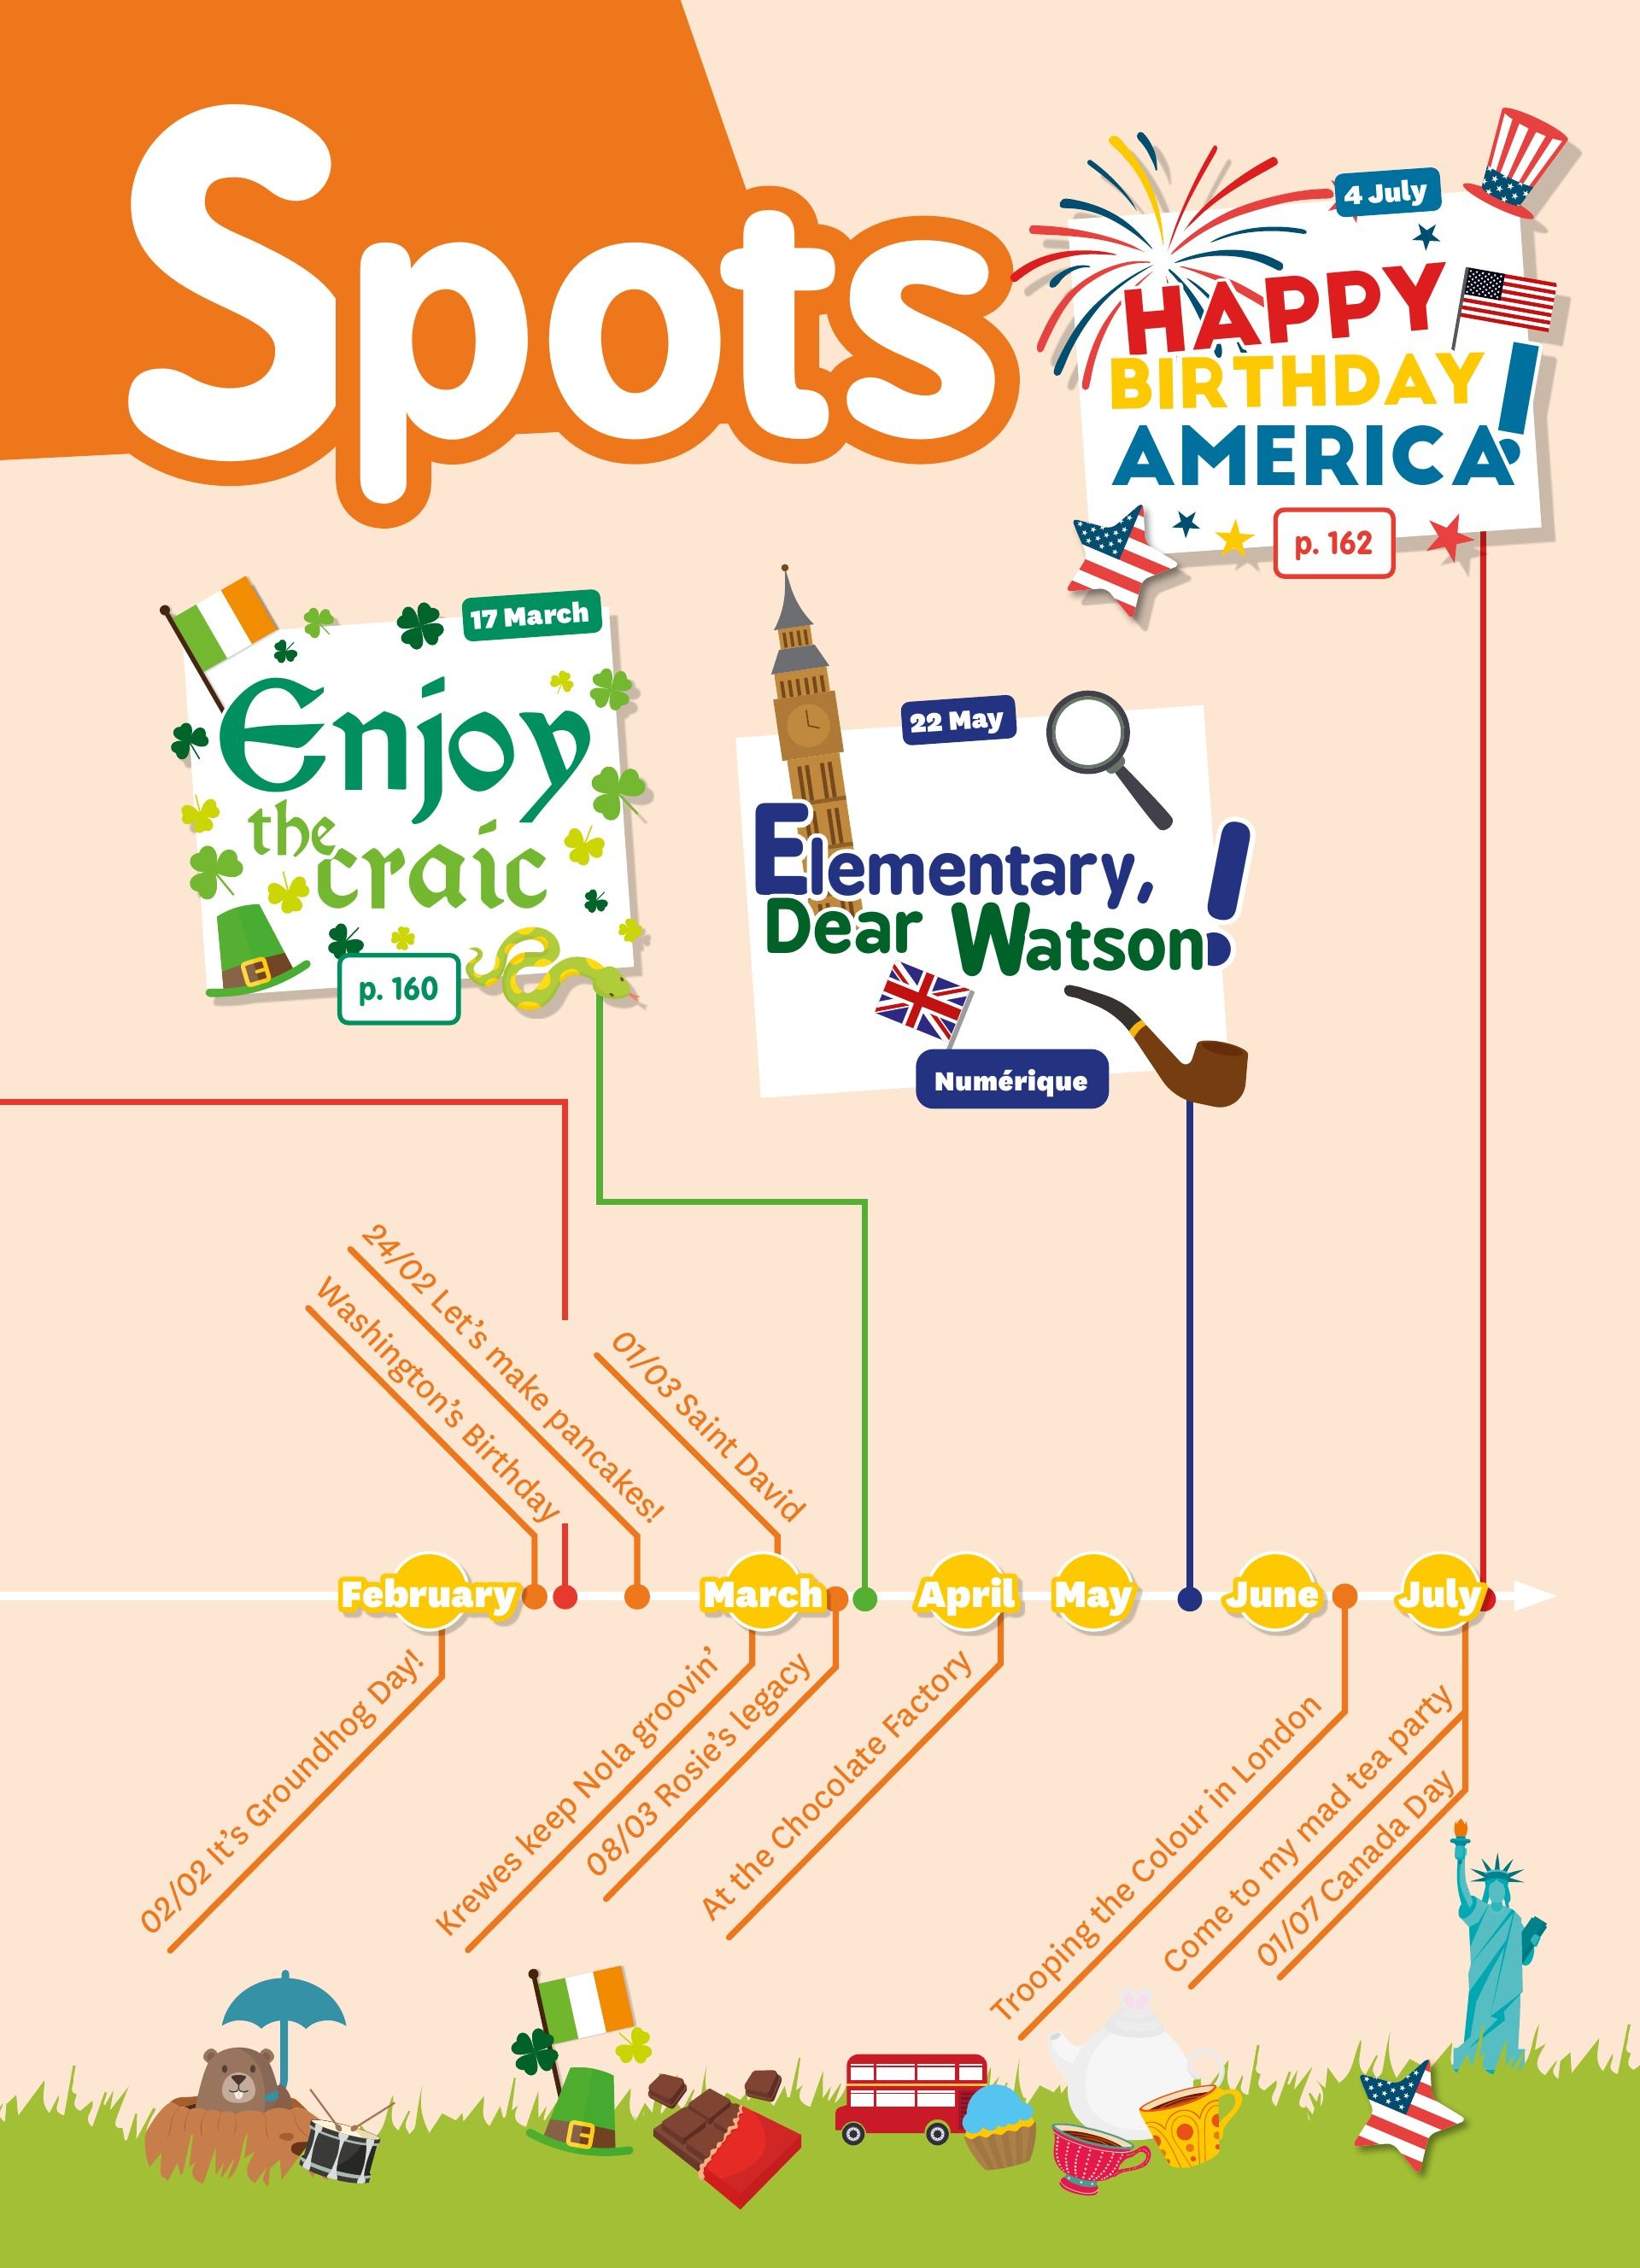 Spots
4 July
HAPPY
BIRTHDAY
AMERICA!
p. 162
17 March
Enjoy
the
craic
p. 160
22 May
Elementary,
Dear Watson!
Numérique
24/02 Let's make pancakes!
Washington's Birthday
01/03 Saint David
February
March
April
May
June
July
02/02 It's Groundhog Day!
Krewes keep Nola groovin'
08/03 Rosie's legacy
At the Chocolate Factory
Trooping the Colour in London
Come to my mad tea party
01/07 Canada Day